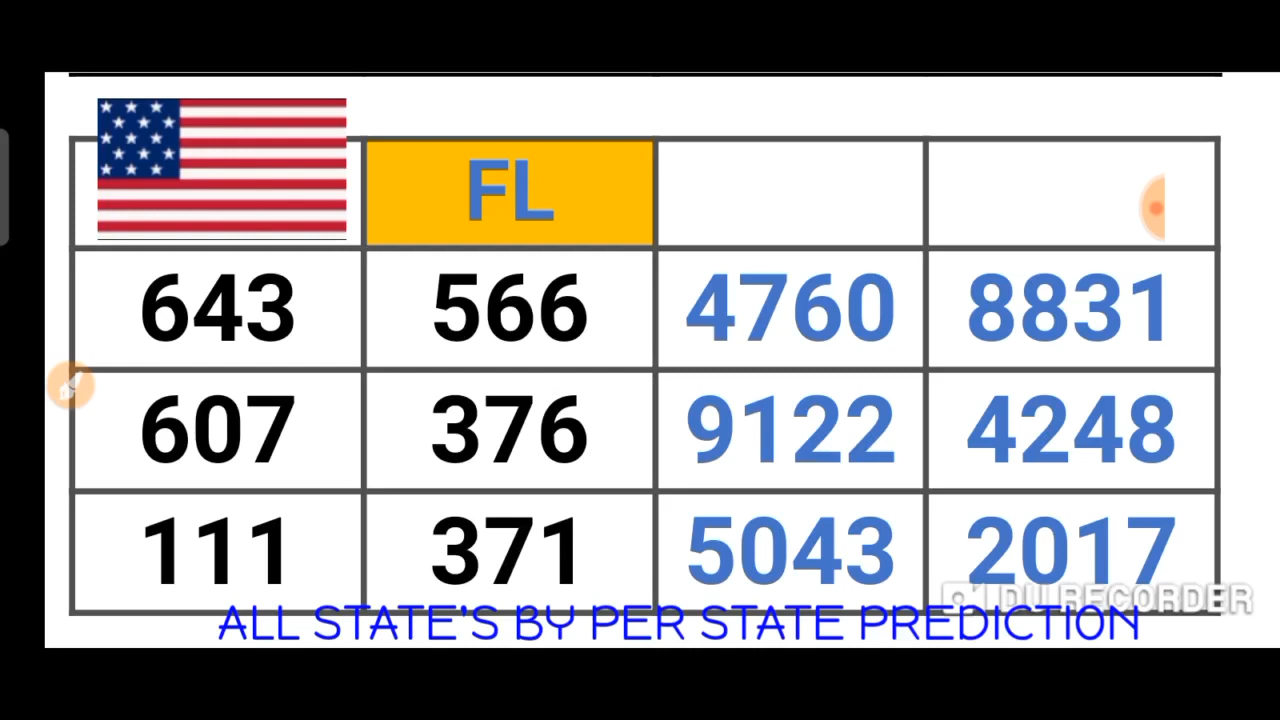 FL
643 566 4760 8831
607 376 9122 4248
111 371 5043 2017
DU RECORDER
ALL STATE'S BY PER STATE PREDICTION